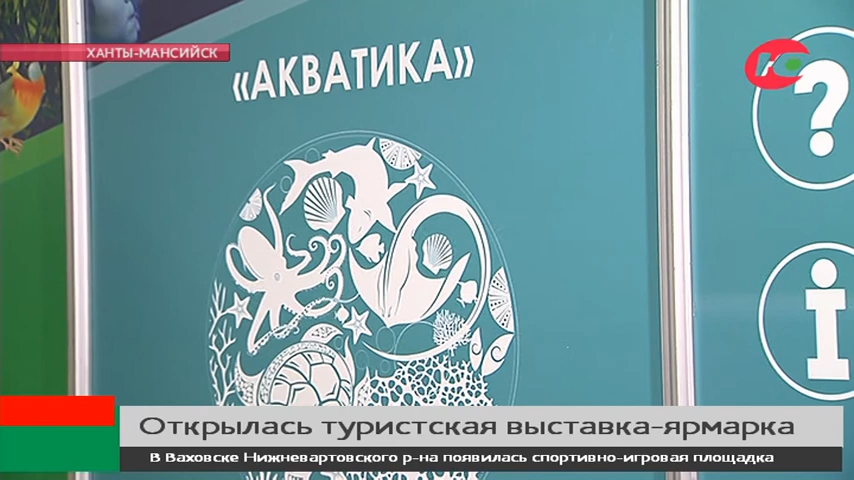 ХАНТЫ-МАНСИЙСК
«АКВАТИКА»
?
i
Открылась туристская выставка-ярмарка
В Ваховске Нижневартовского р-на появилась спортивно-игровая площадка